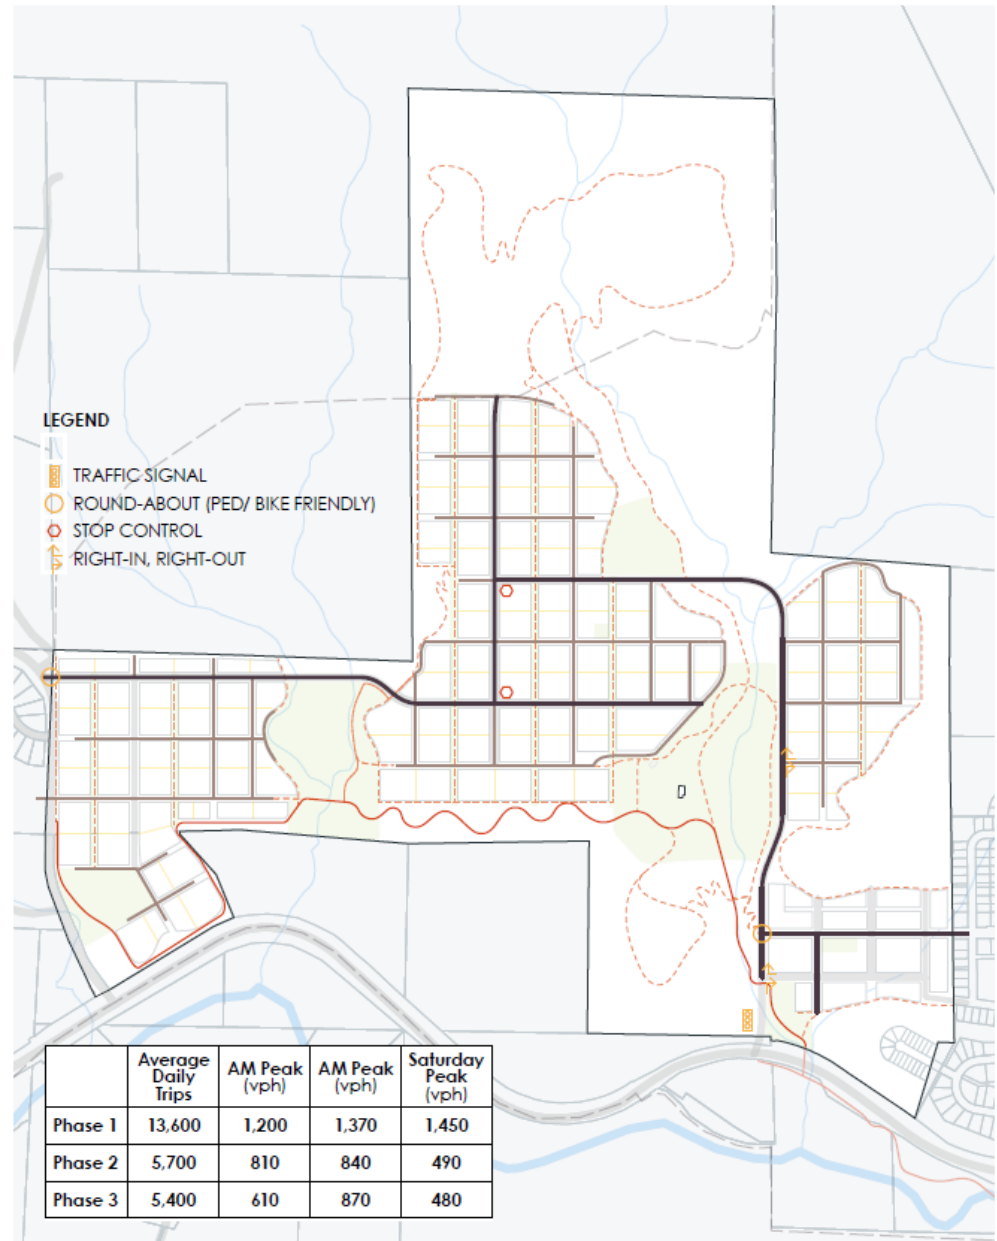 LEGEND
TRAFFIC SIGNAL
ROUND-ABOUT (PED/ BIKE FRIENDLY)
STOP CONTROL
RIGHT-IN, RIGHT-OUT
Average Daily Trips AM Peak (vph) AM Peak (vph) Saturday Peak (vph)
Phase 1 13,600 1,200 1,370 1,450
Phase 2 5,700 810 840 490
Phase 3 5,400 610 870 480